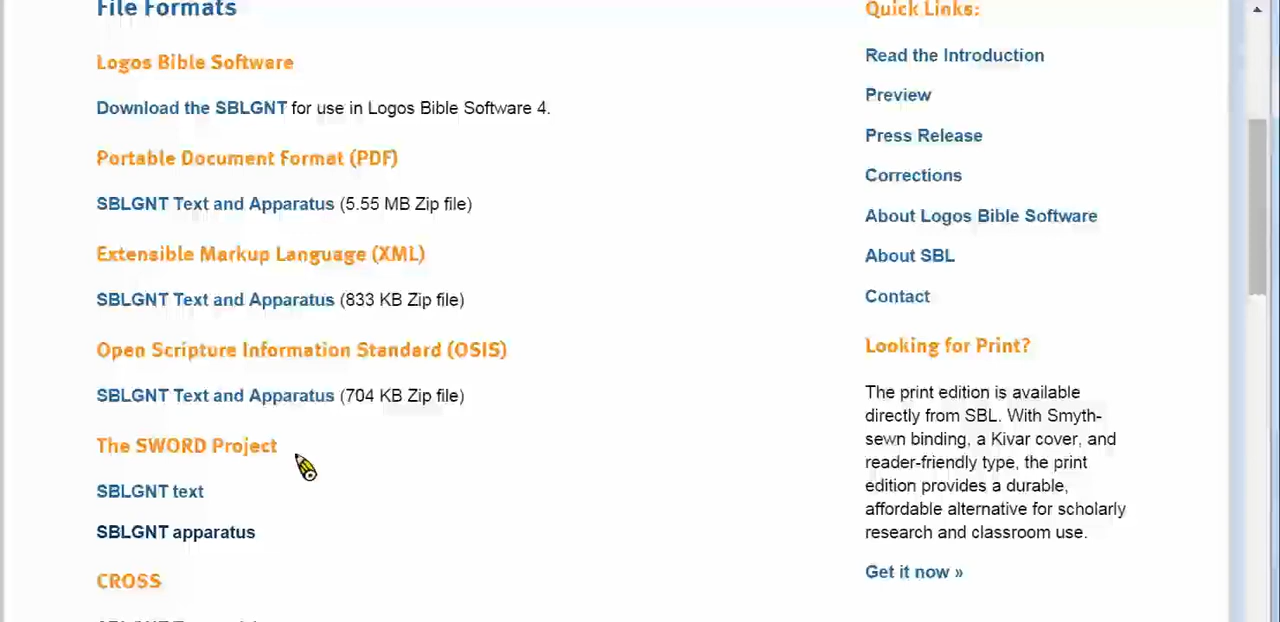 File Formats
Logos Bible Software
Download the SBLGNT for use in Logos Bible Software 4.
Portable Document Format (PDF)
SBLGNT Text and Apparatus (5.55 MB Zip file)
Extensible Markup Language (XML)
SBLGNT Text and Apparatus (833 KB Zip file)
Open Scripture Information Standard (OSIS)
SBLGNT Text and Apparatus (704 KB Zip file)
The SWORD Project
SBLGNT text
SBLGNT apparatus
CROSS
Quick Links:
Read the Introduction
Preview
Press Release
Corrections
About Logos Bible Software
About SBL
Contact
Looking for Print?
The print edition is available
directly from SBL. With Smyth-
sewn binding, a Kivar cover, and
reader-friendly type, the print
edition provides a durable,
affordable alternative for scholarly
research and classroom use.
Get it now »